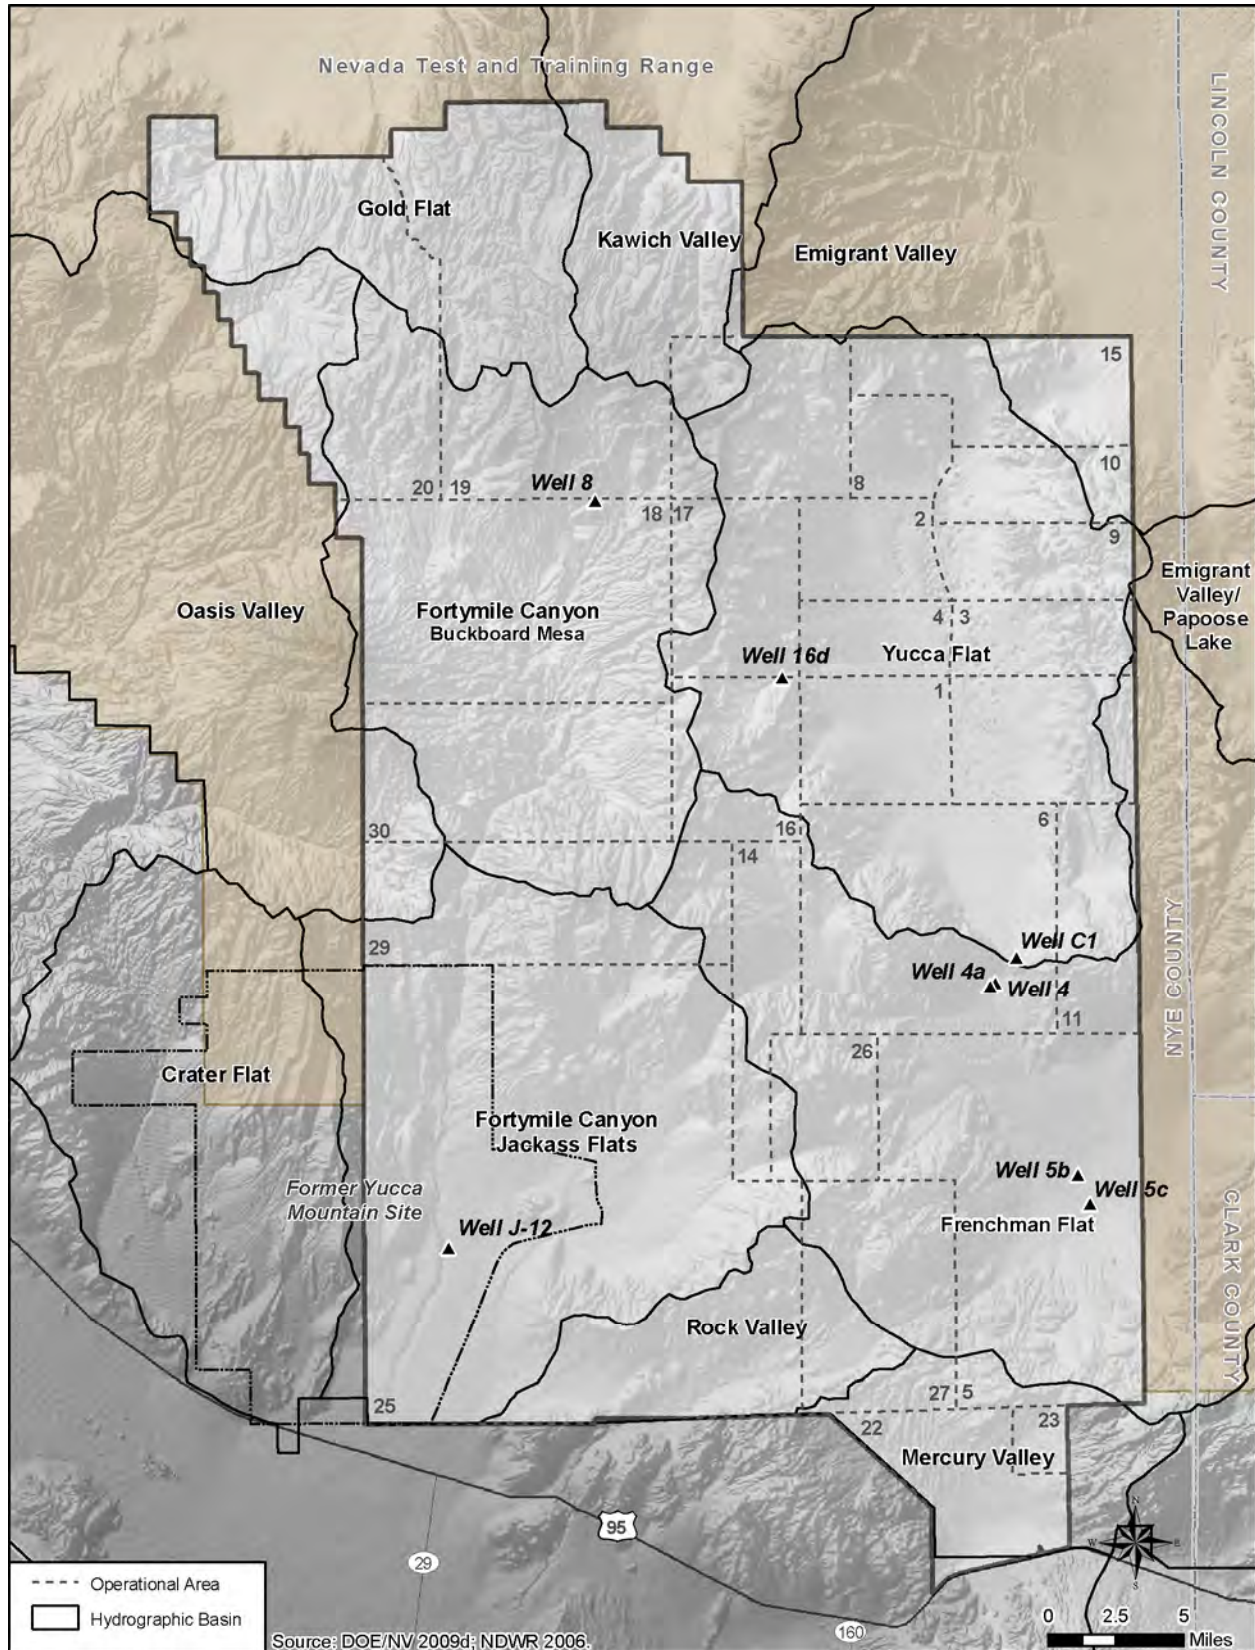 Nevada Test and Training Range
LINCOLN COUNTY
Gold Flat
Kawich Valley
Emigrant Valley
15
10
20
19
Well 8
18
17
8
2
9
Oasis Valley
Fortymile Canyon
Buckboard Mesa
Emigrant
Valley/
Papoose
Lake
4
3
Well 16d
Yucca Flat
1
30
16
14
6
29
Well C1
Well 4a
Well 4
NYE COUNTY
11
26
Crater Flat
Fortymile Canyon
Jackass Flats
Former Yucca
Mountain Site
Well J-12
Well 5b
Well 5c
Frenchman Flat
CLARK COUNTY
Rock Valley
25
27
5
22
23
Mercury Valley
95
29
160
N
W
E
S
Operational Area
Hydrographic Basin
Source: DOE/NV 2009d; NDWR 2006.
0 2.5 5
Miles